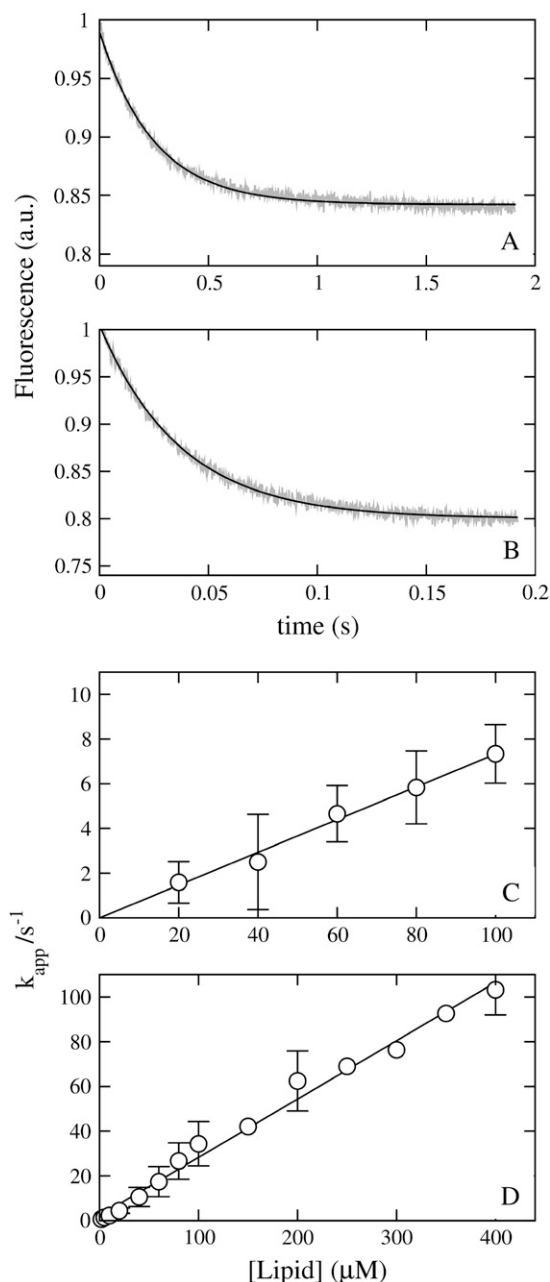 1
0.95
0.9
0.85
0.8
0 0.5 1 1.5 2
A
Fluorescence (a.u.)
1
0.95
0.9
0.85
0.8
0.75
0 0.05 0.1 0.15 0.2
B
time (s)
10
8
6
4
2
0
0 20 40 60 80 100
C
k_app /s^-1
100
80
60
40
20
0
0 100 200 300 400
D
[Lipid] (μM)